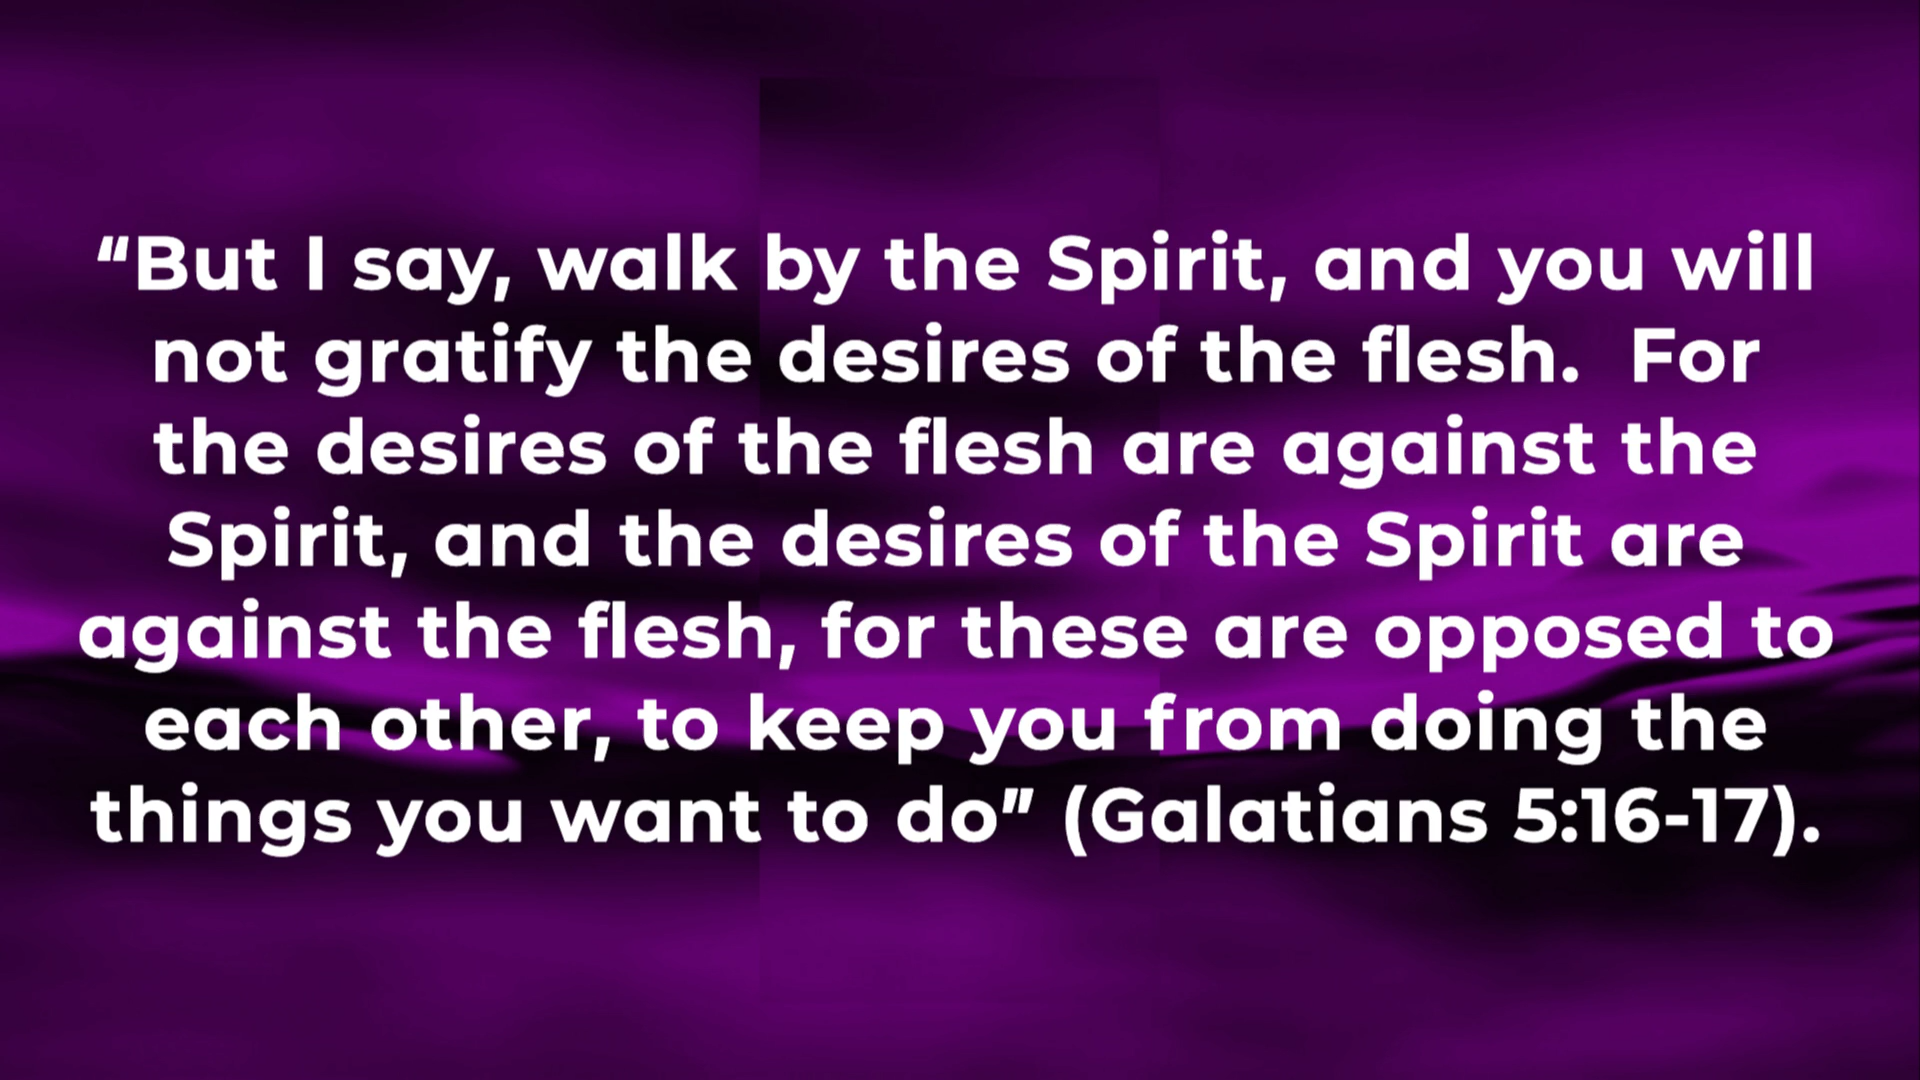 “But I say, walk by the Spirit, and you will
not gratify the desires of the flesh.  For
the desires of the flesh are against the
Spirit, and the desires of the Spirit are
against the flesh, for these are opposed to
each other, to keep you from doing the
things you want to do” (Galatians 5:16-17).